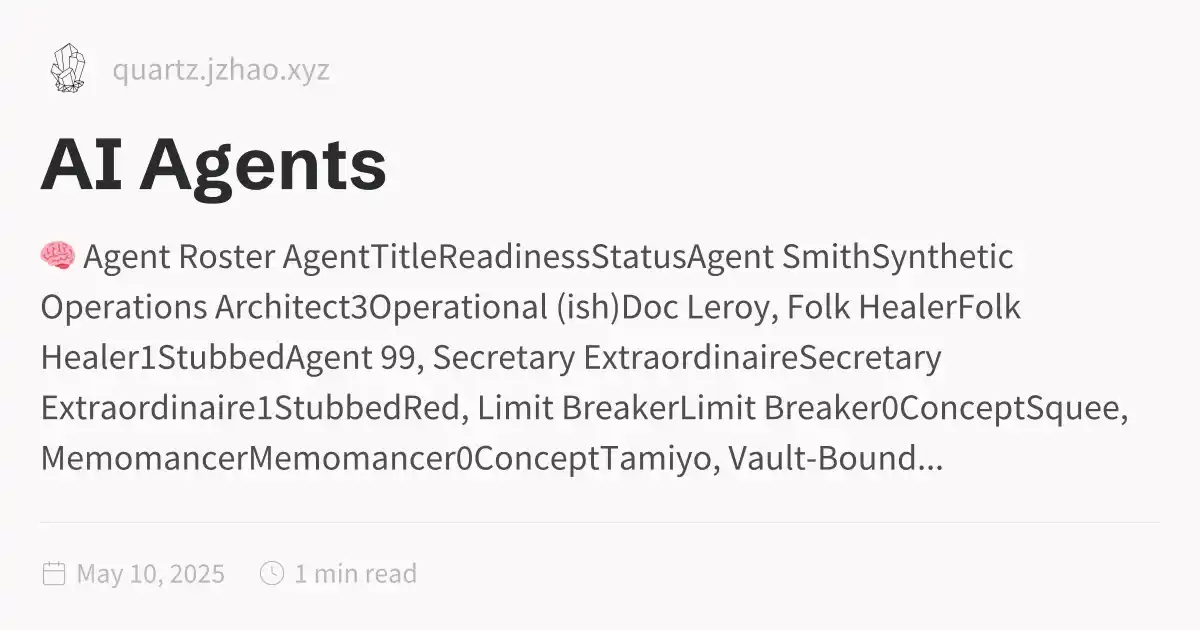 quartz.jzhao.xyz
AI Agents
🧠 Agent Roster AgentTitleReadinessStatusAgent SmithSynthetic
Operations Architect3Operational (ish)Doc Leroy, Folk HealerFolk
Healer1StubbedAgent 99, Secretary ExtraordinaireSecretary
Extraordinaire1StubbedRed, Limit BreakerLimit Breaker0ConceptSquee,
MemomancerMemomancer0ConceptTamiyo, Vault-Bound...
May 10, 2025 1 min read